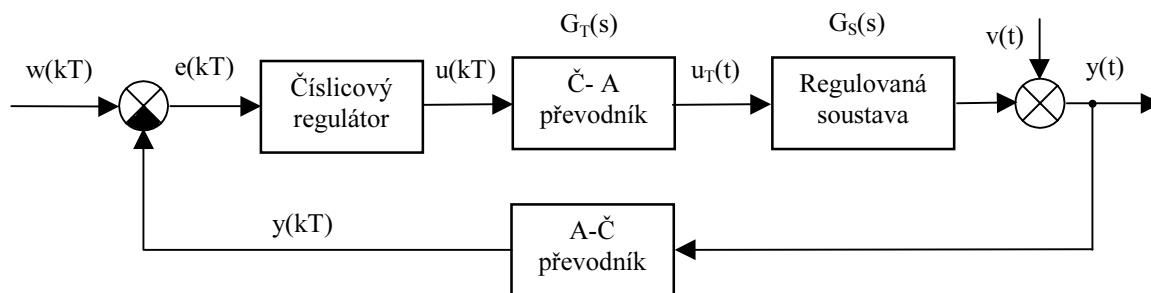 G_T(s)
G_S(s)
v(t)
w(kT)
e(kT)
Číslicový
regulátor
u(kT)
Č- A
převodník
u_T(t)
Regulovaná
soustava
y(t)
y(kT)
A-Č
převodník